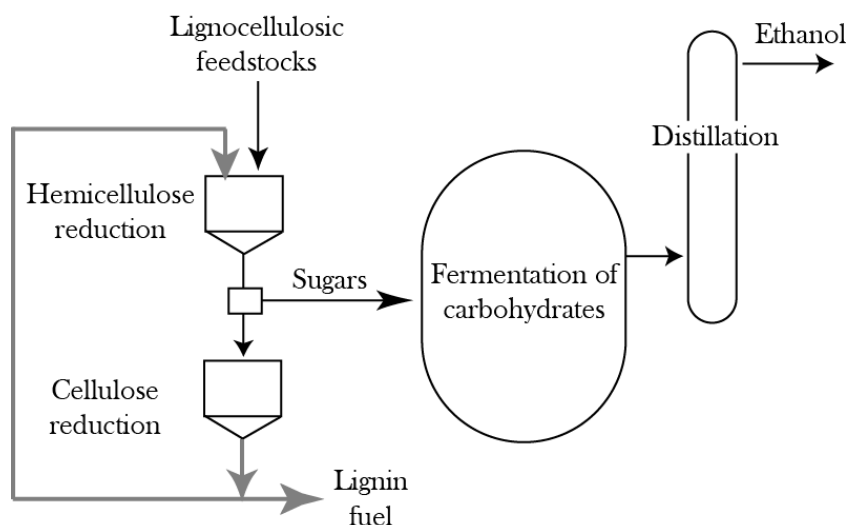 Lignocellulosic
feedstocks
Ethanol
Distillation
Hemicellulose
reduction
Sugars
Fermentation of
carbohydrates
Cellulose
reduction
Lignin
fuel